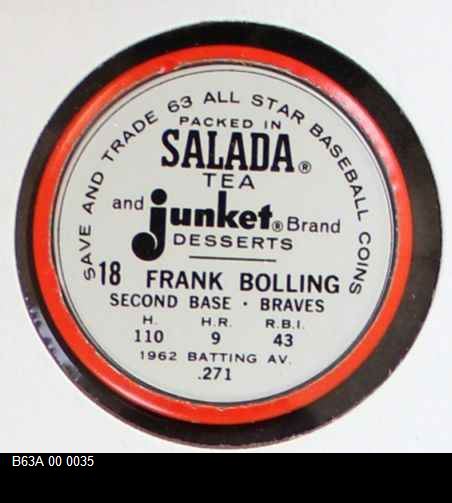 SAVE AND TRADE 63 ALL STAR BASEBALL COINS
PACKED IN
SALADA®
TEA
and junket® Brand
DESSERTS
18 FRANK BOLLING
SECOND BASE · BRAVES
H. H.R. R.B.I.
110 9 43
1962 BATTING AV.
.271
B63A 00 0035